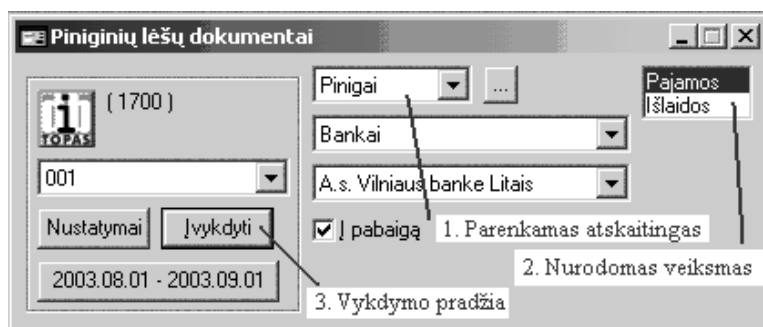 Piniginių lėšų dokumentai
( 1700 )
TOPAS
001
Nustatymai
Įvykdyti
2003.08.01 - 2003.09.01
Pinigai
...
Bankai
A.s. Vilniaus banke Litais
Į pabaigą
Pajamos
Išlaidos
1. Parenkamas atskaitingas
2. Nurodomas veiksmas
3. Vykdymo pradžia